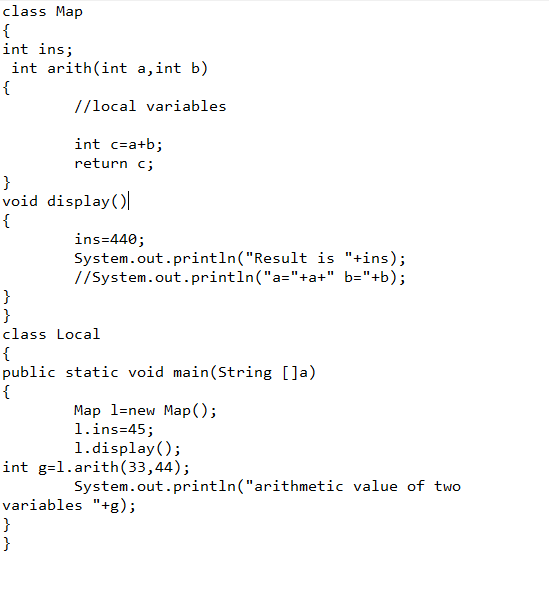 class Map
{
int ins;
 int arith(int a,int b)
{
        //local variables

        int c=a+b;
        return c;
}
void display()
{
        ins=440;
        System.out.println("Result is "+ins);
        //System.out.println("a="+a+" b="+b);
}
}
class Local
{
public static void main(String []a)
{
        Map l=new Map();
        l.ins=45;
        l.display();
int g=l.arith(33,44);
        System.out.println("arithmetic value of two
variables "+g);
}
}